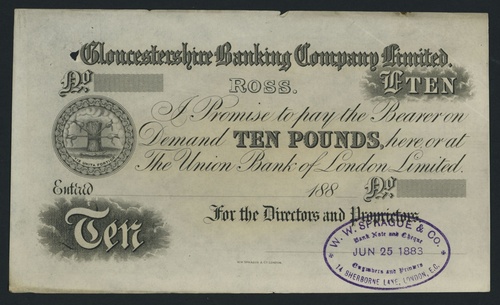 Gloucestershire Banking Company Limited.
No ROSS. £TEN
I Promise to pay the Bearer on
Demand TEN POUNDS, here, or at
The Union Bank of London Limited.
Entd 188 No
Ten For the Directors and Proprietors.
W. W. SPRAGUE & CO.
Bank Note and Cheque
JUN 25 1883
Engravers and Printers
14, SHERBORNE LANE, LONDON, E.C.